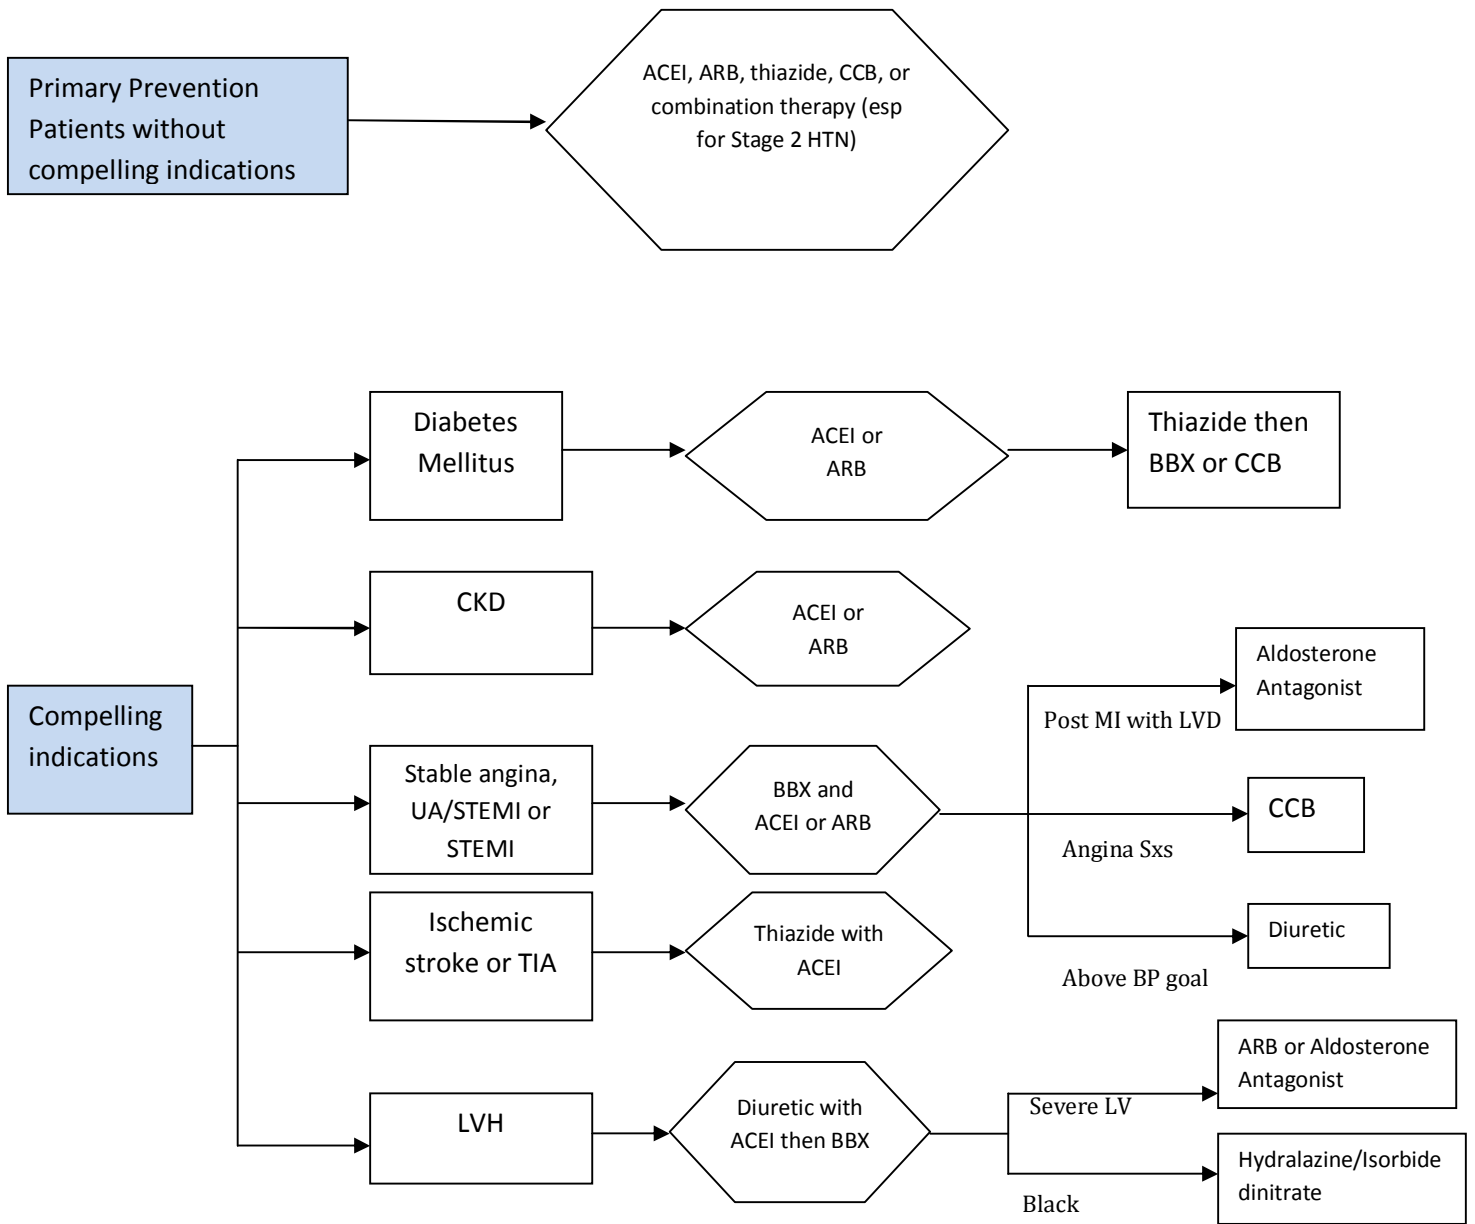 Primary Prevention
Patients without
compelling indications
ACEI, ARB, thiazide, CCB, or
combination therapy (esp
for Stage 2 HTN)
Diabetes
Mellitus
ACEI or
ARB
Thiazide then
BBX or CCB
CKD
ACEI or
ARB
Compelling
indications
Stable angina,
UA/STEMI or
STEMI
BBX and
ACEI or ARB
Post MI with LVD
Aldosterone
Antagonist
Angina Sxs
CCB
Above BP goal
Diuretic
Ischemic
stroke or TIA
Thiazide with
ACEI
LVH
Diuretic with
ACEI then BBX
Severe LV
ARB or Aldosterone
Antagonist
Black
Hydralazine/Isorbide
dinitrate